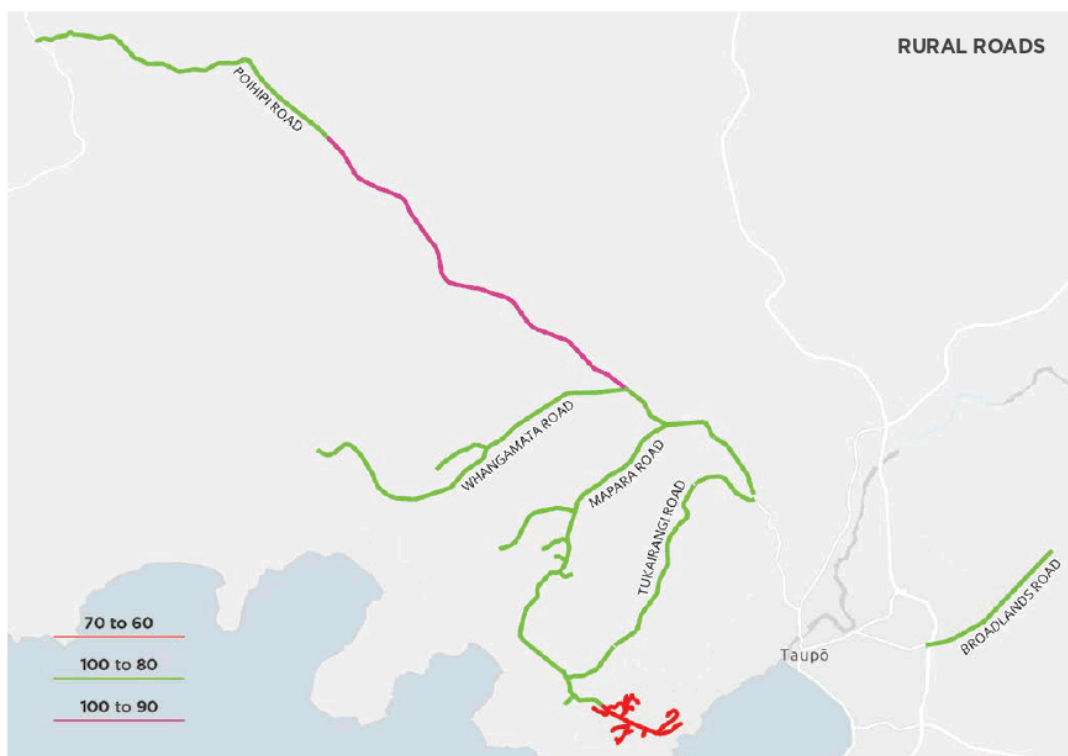 RURAL ROADS
POIHIPI ROAD
WHANGAMATA ROAD
MAPARA ROAD
TUKAIRANGI ROAD
BROADLANDS ROAD
Taupō
70 to 60
100 to 80
100 to 90